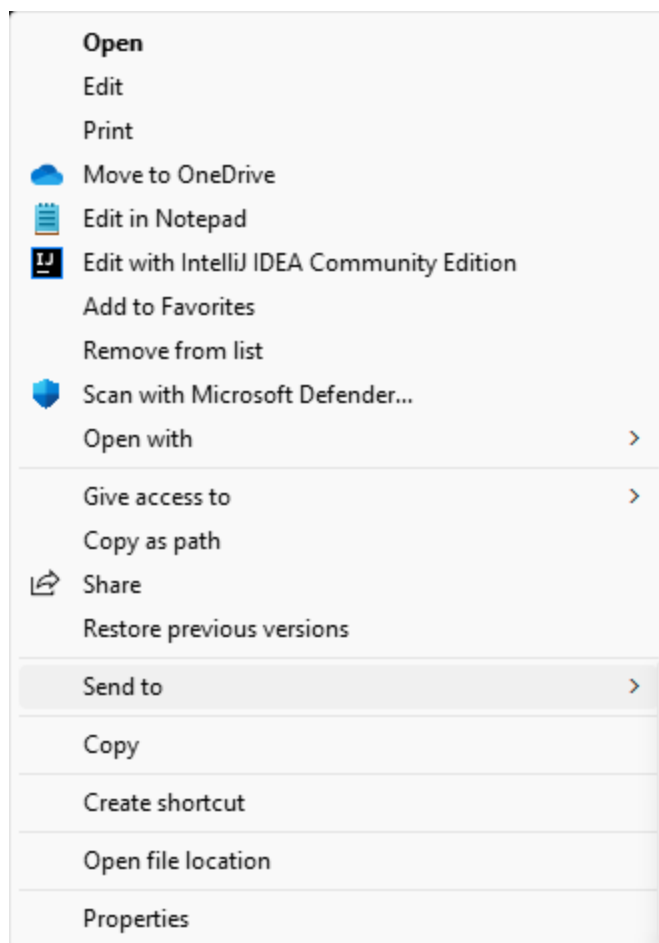 Open
Edit
Print
Move to OneDrive
Edit in Notepad
IJ
Edit with IntelliJ IDEA Community Edition
Add to Favorites
Remove from list
Scan with Microsoft Defender...
Open with
Give access to
Copy as path
Share
Restore previous versions
Send to
Copy
Create shortcut
Open file location
Properties